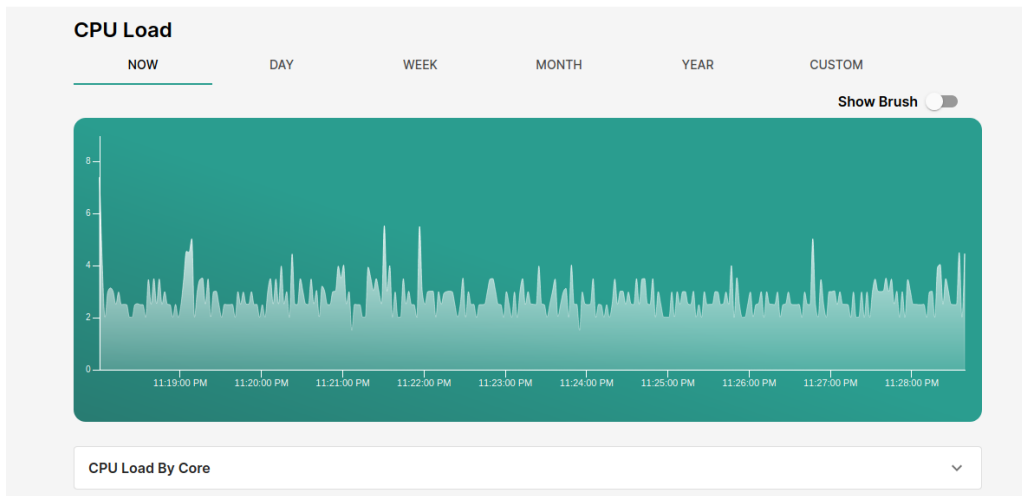 CPU Load
NOW DAY WEEK MONTH YEAR CUSTOM
Show Brush
8
6
4
2
0
11:19:00 PM 11:20:00 PM 11:21:00 PM 11:22:00 PM 11:23:00 PM 11:24:00 PM 11:25:00 PM 11:26:00 PM 11:27:00 PM 11:28:00 PM
CPU Load By Core